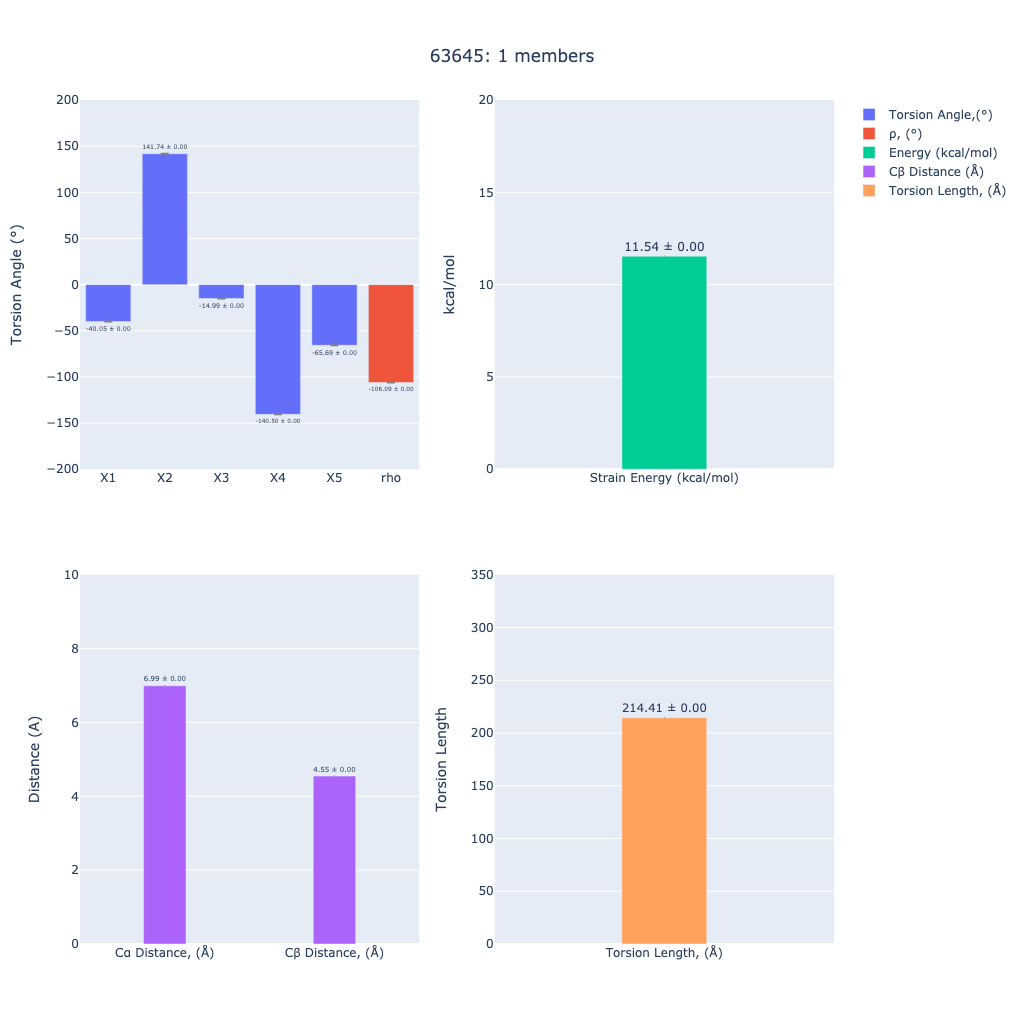 63645: 1 members
200
150
100
50
0
−50
−100
−150
−200
Torsion Angle (°)
-40.05 ± 0.00
141.74 ± 0.00
-14.99 ± 0.00
-140.50 ± 0.00
-65.69 ± 0.00
-106.09 ± 0.00
X1
X2
X3
X4
X5
rho
20
15
10
5
0
kcal/mol
11.54 ± 0.00
Strain Energy (kcal/mol)
Torsion Angle,(°)
ρ, (°)
Energy (kcal/mol)
Cβ Distance (Å)
Torsion Length, (Å)
10
8
6
4
2
0
Distance (A)
6.99 ± 0.00
4.55 ± 0.00
Cα Distance, (Å)
Cβ Distance, (Å)
350
300
250
200
150
100
50
0
Torsion Length
214.41 ± 0.00
Torsion Length, (Å)